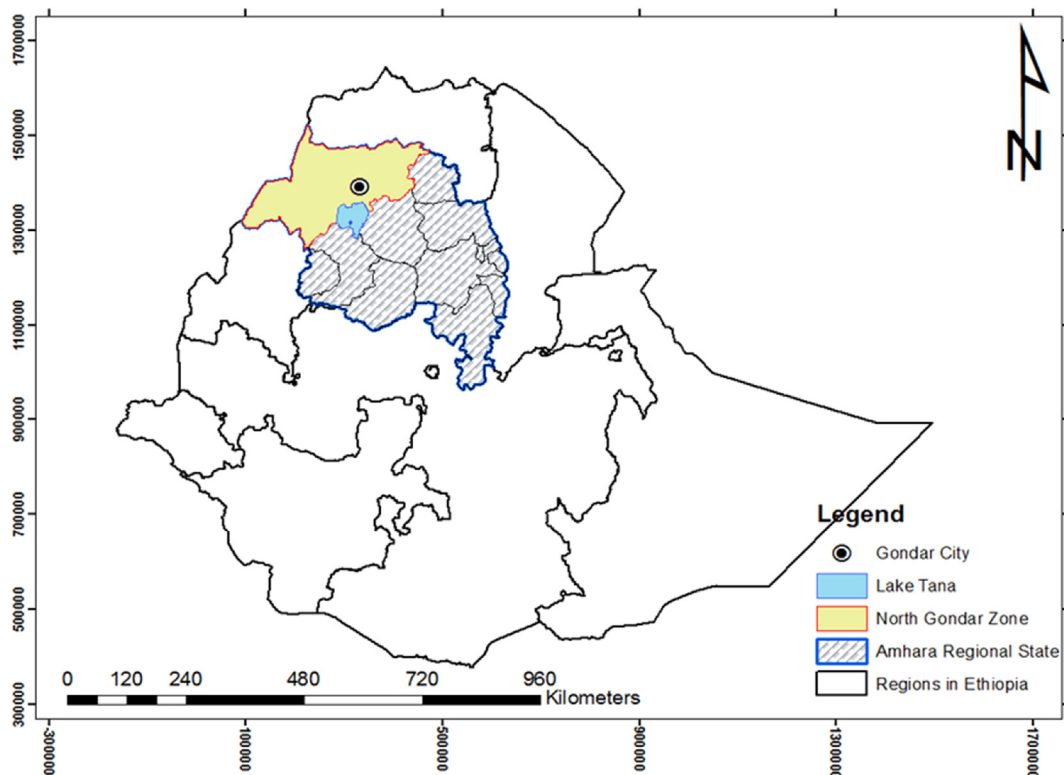 1700000
1500000
1300000
1100000
900000
700000
500000
300000
N
Legend
Gondar City
Lake Tana
North Gondar Zone
Amhara Regional State
Regions in Ethiopia
0 120 240 480 720 960
Kilometers
-300000 100000 500000 900000 1300000 1700000